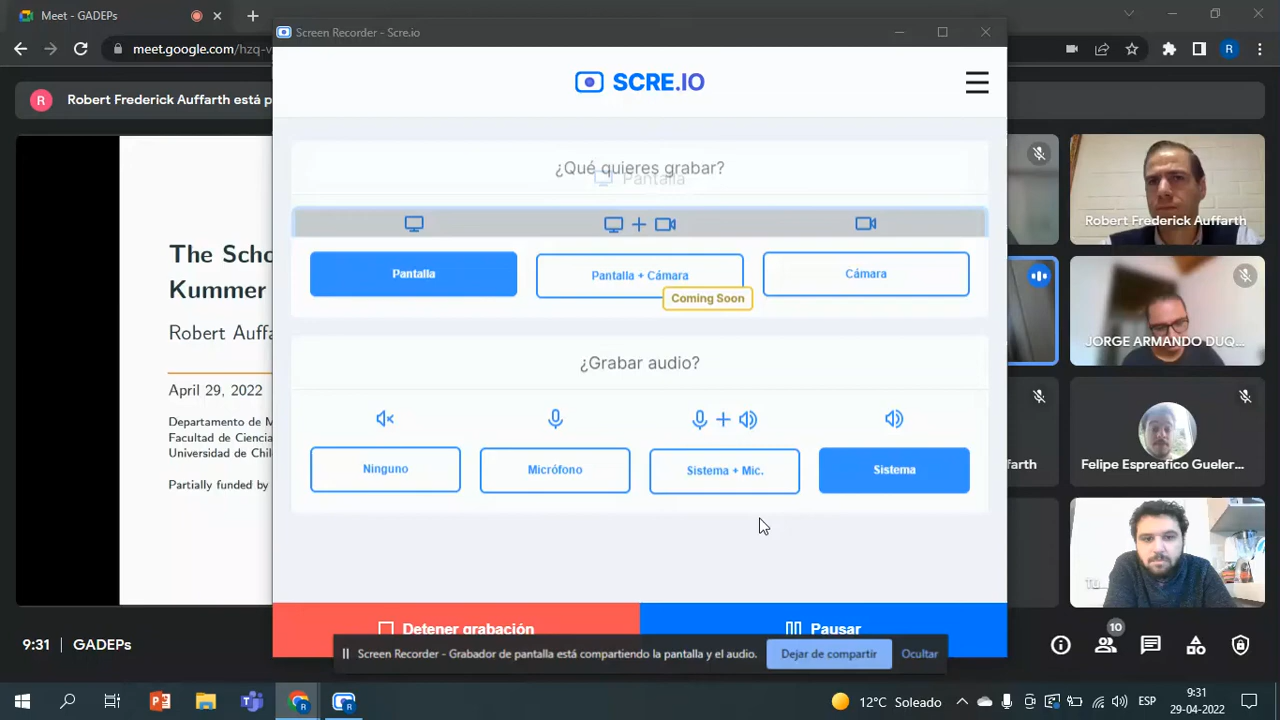 Meet - GADEPs
meet.google.com/hzq-v
Screen Recorder - Scre.io
R
R
Robert Frederick Auffarth está p
SCRE.IO
¿Qué quieres grabar?
Pantalla
Pantalla
Pantalla + Cámara
Cámara
Coming Soon
¿Grabar audio?
Ninguno
Micrófono
Sistema + Mic.
Sistema
Detener grabación
Pausar
Screen Recorder - Grabador de pantalla está compartiendo la pantalla y el audio.
Dejar de compartir
Ocultar
The Scho
Kummer
Robert Auffa
April 29, 2022
Departamento de M
Facultad de Ciencia
Universidad de Chil
Partially funded by
Robert Frederick Auffarth
JORGE ARMANDO DUQ...
uffarth
Felipe Espreafico Gueler...
Tú
9:31
GADEPs
10
12°C Soleado
ESP
9:31
29-04-2022